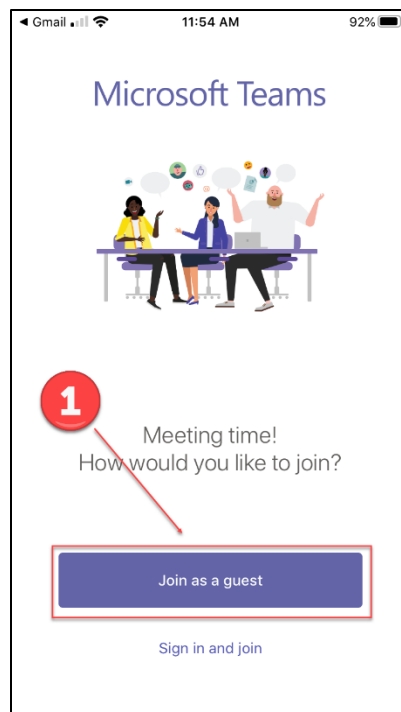 ◄ Gmail 11:54 AM 92%
Microsoft Teams
1
Meeting time!
How would you like to join?
Join as a guest
Sign in and join